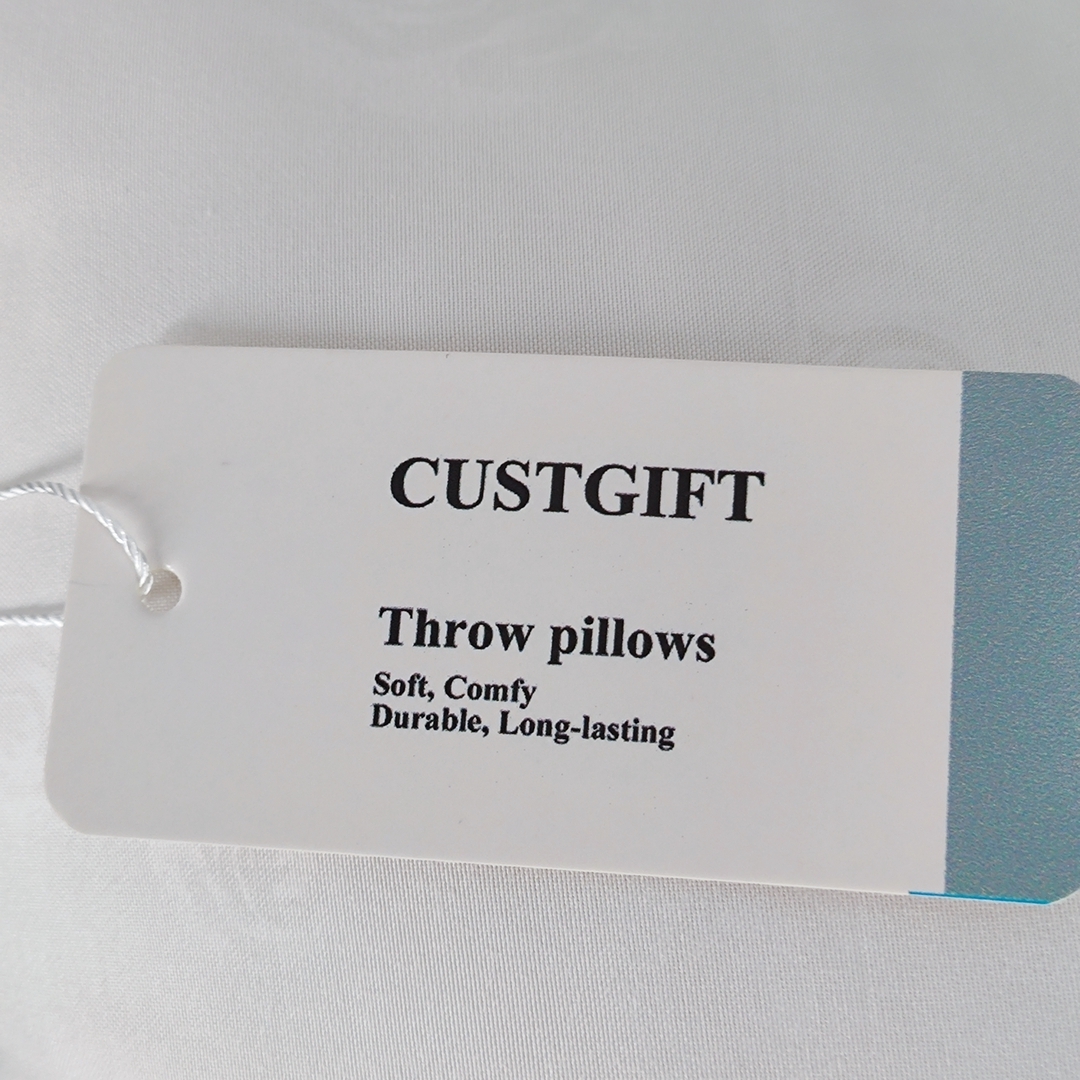 CUSTGIFT
Throw pillows
Soft, Comfy
Durable, Long-lasting